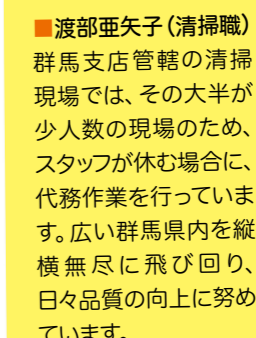 ■渡部亜矢子（清掃職）
群馬支店管轄の清掃
現場では、その大半が
少人数の現場のため、
スタッフが休む場合に、
代務作業を行っていま
す。広い群馬県内を縦
横無尽に飛び回り、
日々品質の向上に努め
ています。